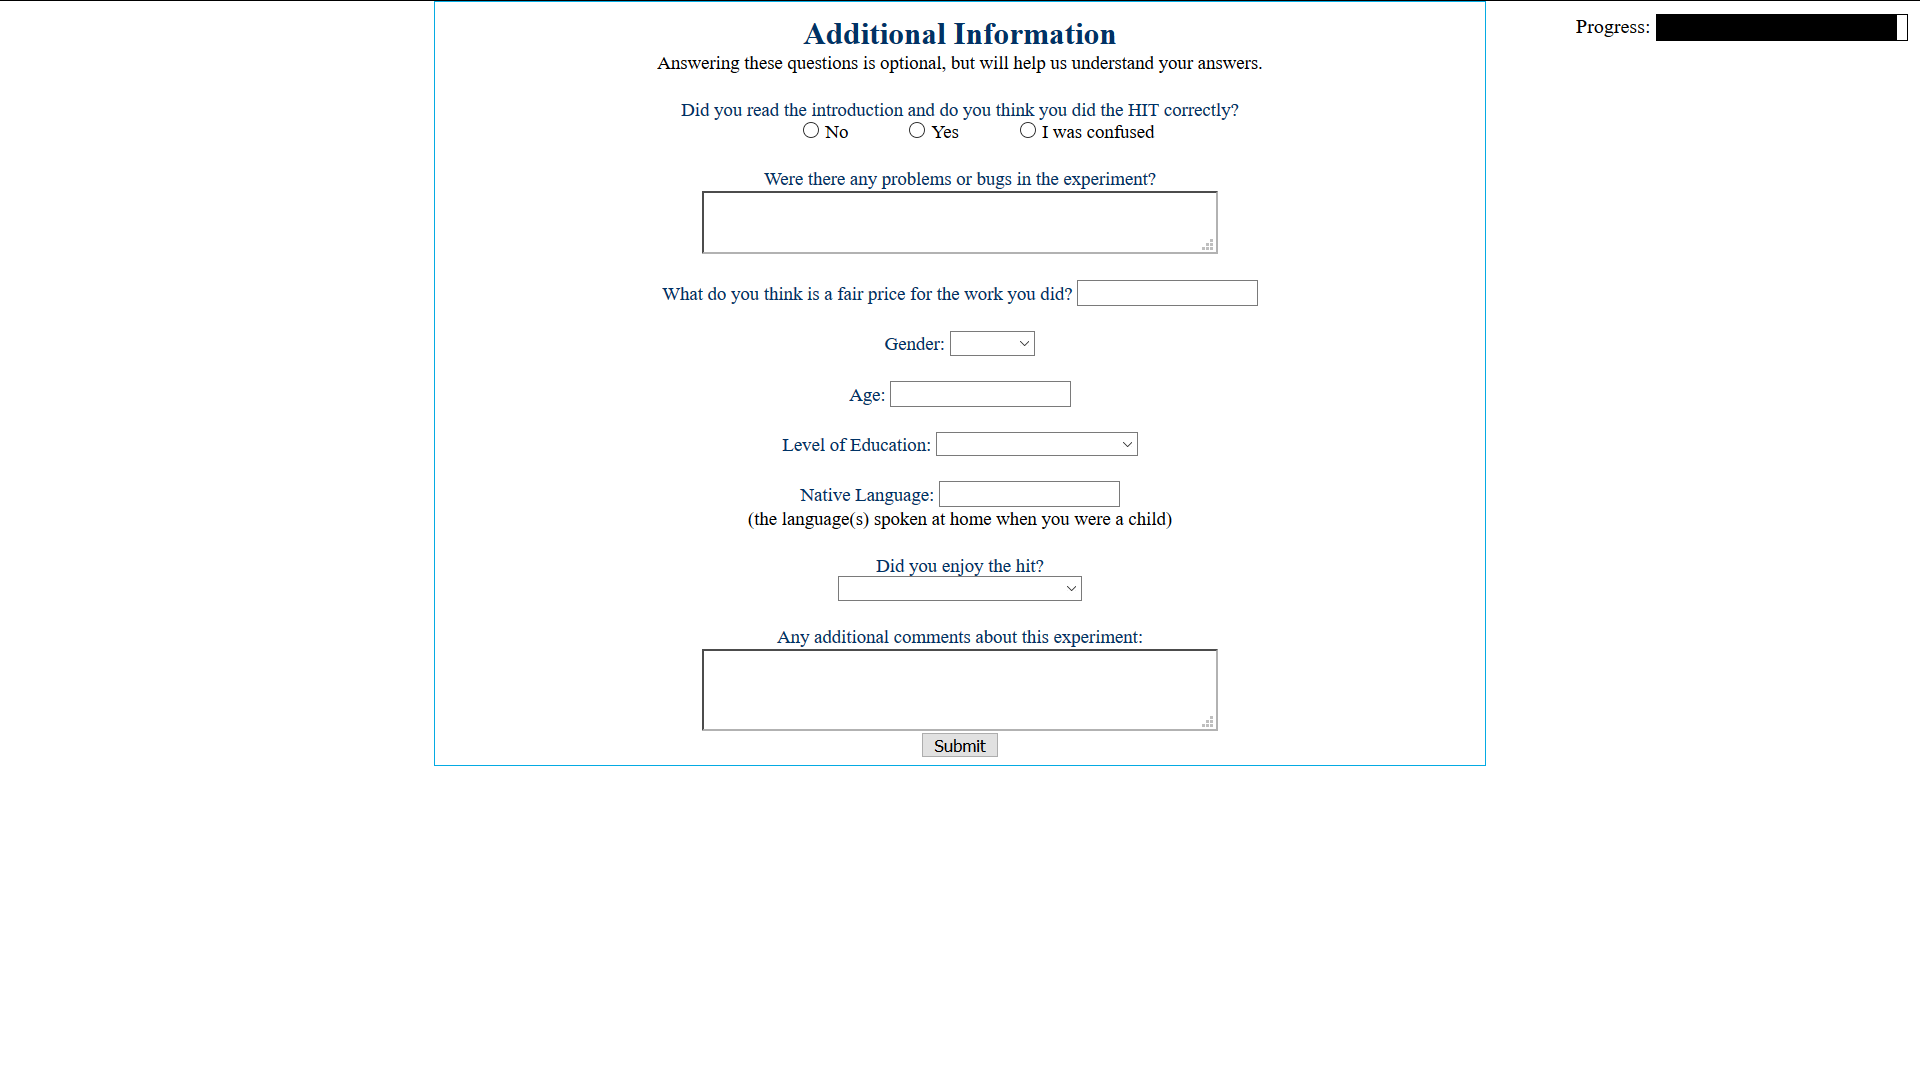 Progress:
Additional Information
Answering these questions is optional, but will help us understand your answers.
Did you read the introduction and do you think you did the HIT correctly?
No Yes I was confused
Were there any problems or bugs in the experiment?
What do you think is a fair price for the work you did?
Gender:
Age:
Level of Education:
Native Language:
(the language(s) spoken at home when you were a child)
Did you enjoy the hit?
Any additional comments about this experiment:
Submit